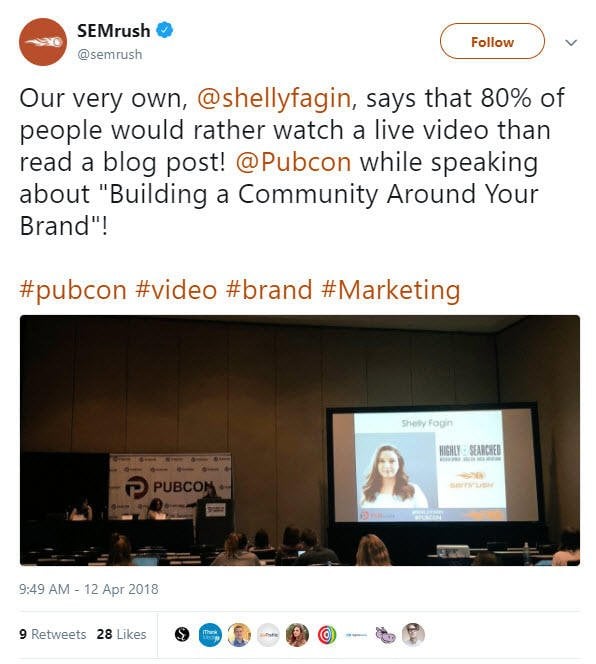 SEMrush
@semrush
Follow
Our very own, @shellyfagin, says that 80% of
people would rather watch a live video than
read a blog post! @Pubcon while speaking
about "Building a Community Around Your
Brand"!
#pubcon #video #brand #Marketing
Shelly Fagin
HIGHLY SEARCHED
SEMrush
PUBCON
#PUBCON
9:49 AM - 12 Apr 2018
9 Retweets 28 Likes